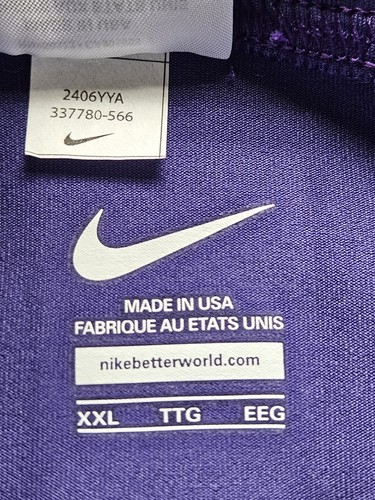 2406YYA
337780-566
MADE IN USA
FABRIQUE AU ETATS UNIS
nikebetterworld.com
XXL TTG EEG